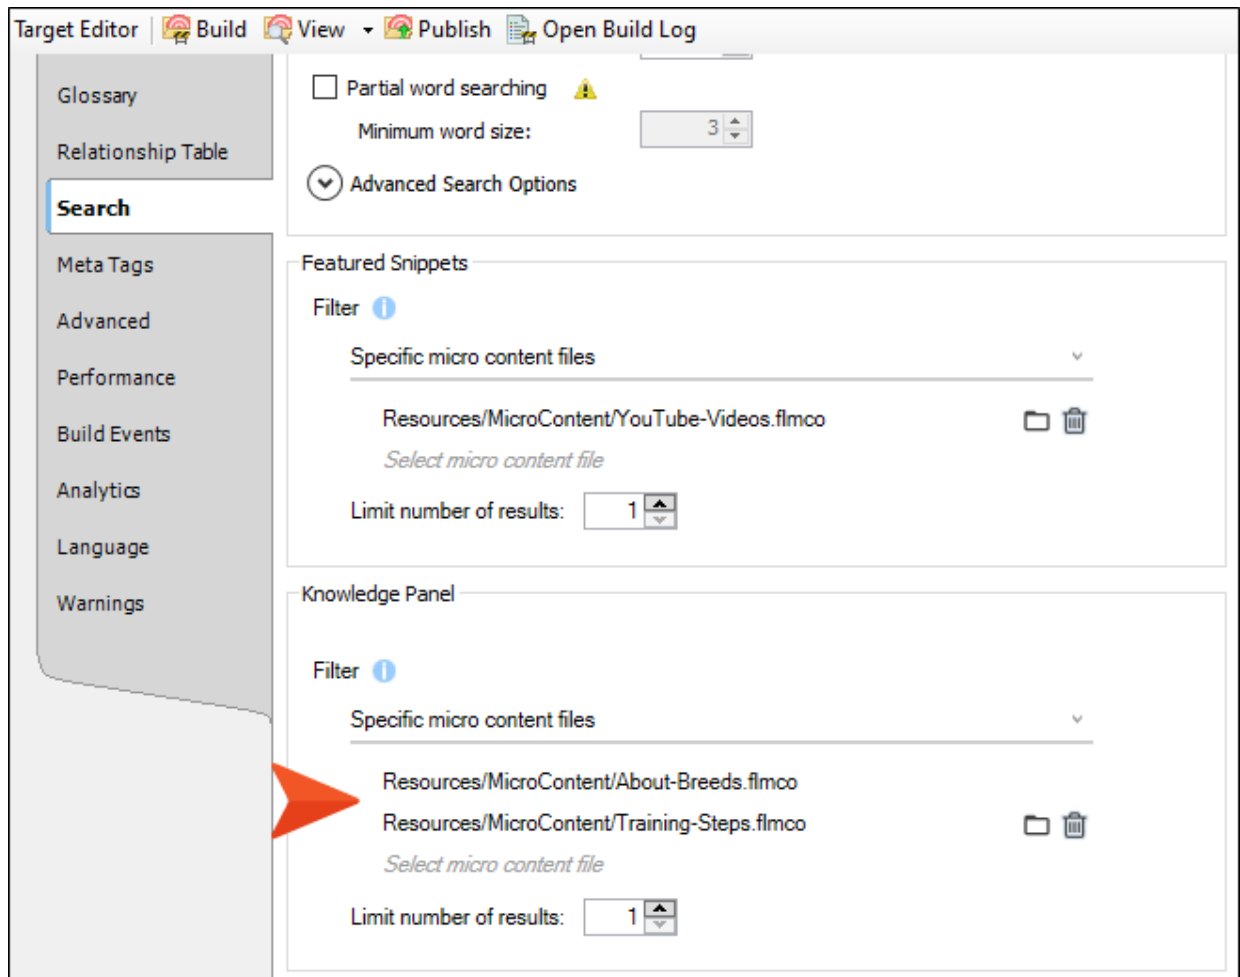 Target Editor Build View Publish Open Build Log
Glossary
Relationship Table
Search
Meta Tags
Advanced
Performance
Build Events
Analytics
Language
Warnings
Partial word searching
Minimum word size: 3
Advanced Search Options
Featured Snippets
Filter
Specific micro content files
Resources/MicroContent/YouTube-Videos.flmco
Select micro content file
Limit number of results: 1
Knowledge Panel
Filter
Specific micro content files
Resources/MicroContent/About-Breeds.flmco
Resources/MicroContent/Training-Steps.flmco
Select micro content file
Limit number of results: 1